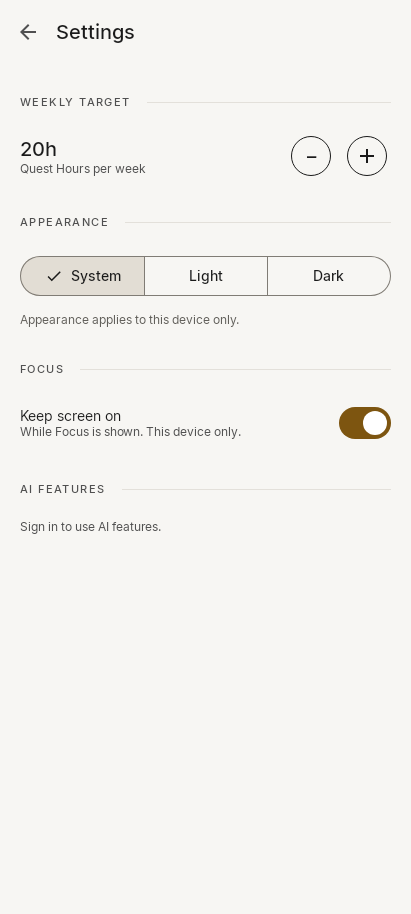 Settings
WEEKLY TARGET
20h
Quest Hours per week
APPEARANCE
System
Light
Dark
Appearance applies to this device only.
FOCUS
Keep screen on
While Focus is shown. This device only.
AI FEATURES
Sign in to use AI features.